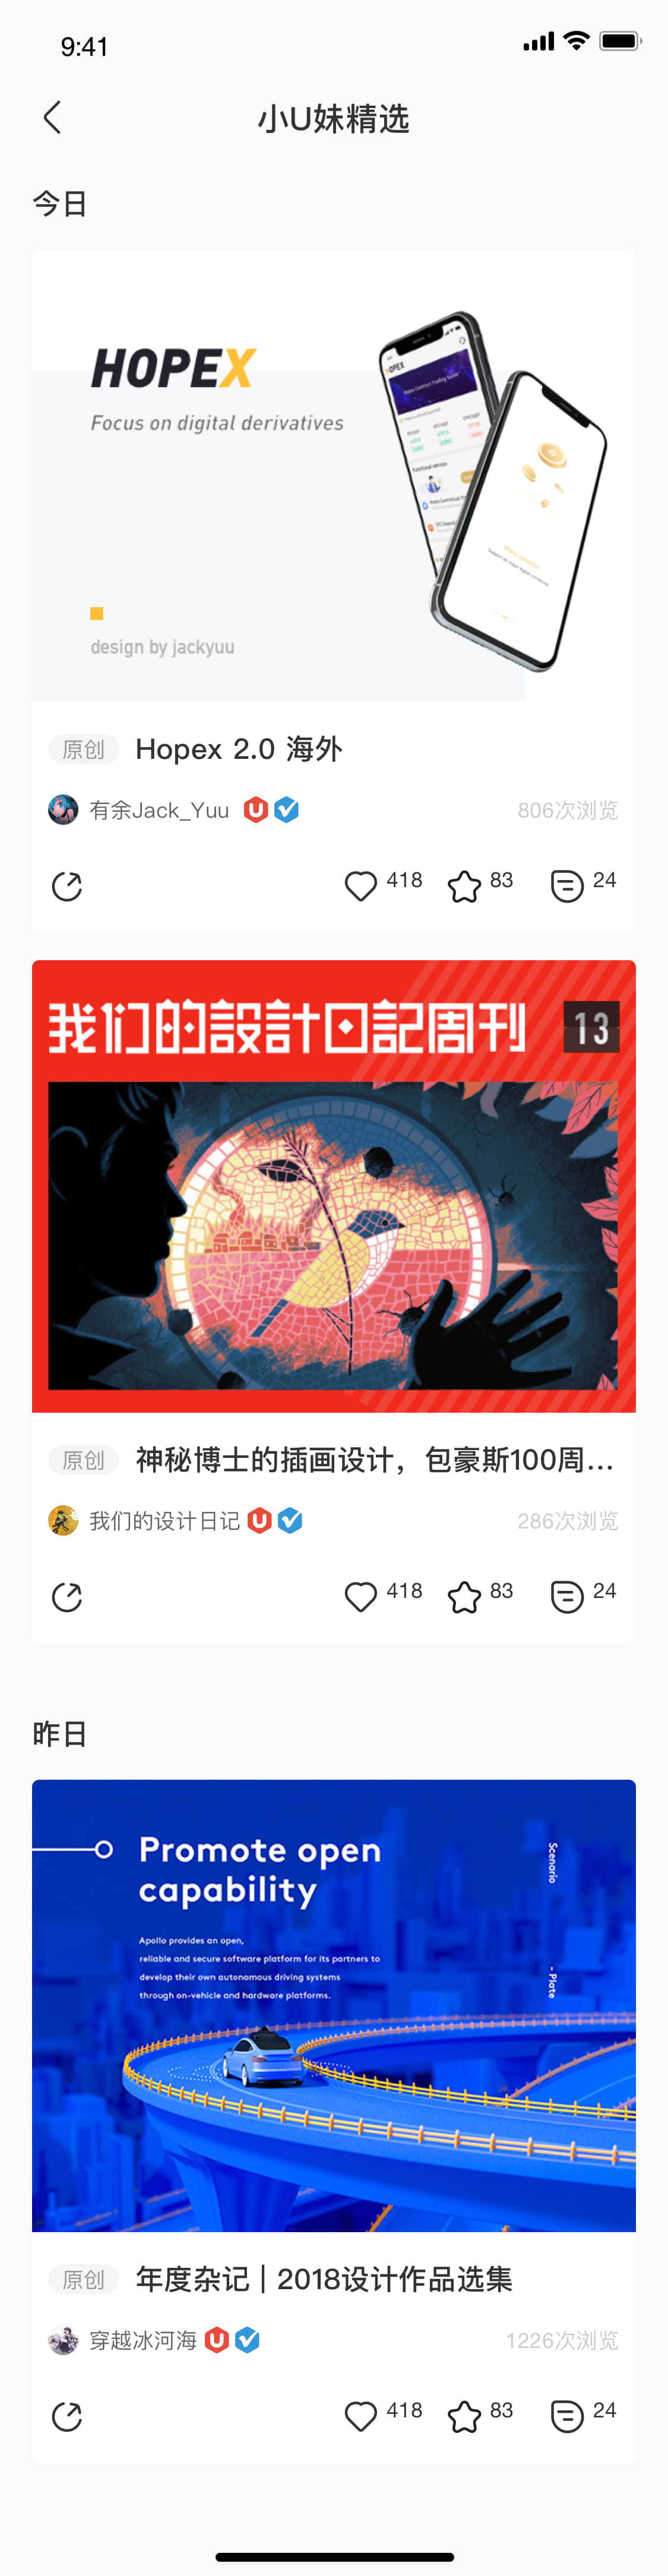 9:41
小U妹精选
今日
HOPEX
Focus on digital derivatives
HOPEX
Hopex Contract Trading Guide
Functional service
design by jackyuu
原创 Hopex 2.0 海外
有余Jack_Yuu 806次浏览
418 83 24
我们的設計日記周刊 13
原创 神秘博士的插画设计，包豪斯100周...
我们的设计日记 286次浏览
418 83 24
昨日
Promote open
capability
Scenario
Apollo provides an open,
reliable and secure software platform for its partners to
develop their own autonomous driving systems
through on-vehicle and hardware platforms.
- Plate
原创 年度杂记 | 2018设计作品选集
穿越冰河海 1226次浏览
418 83 24